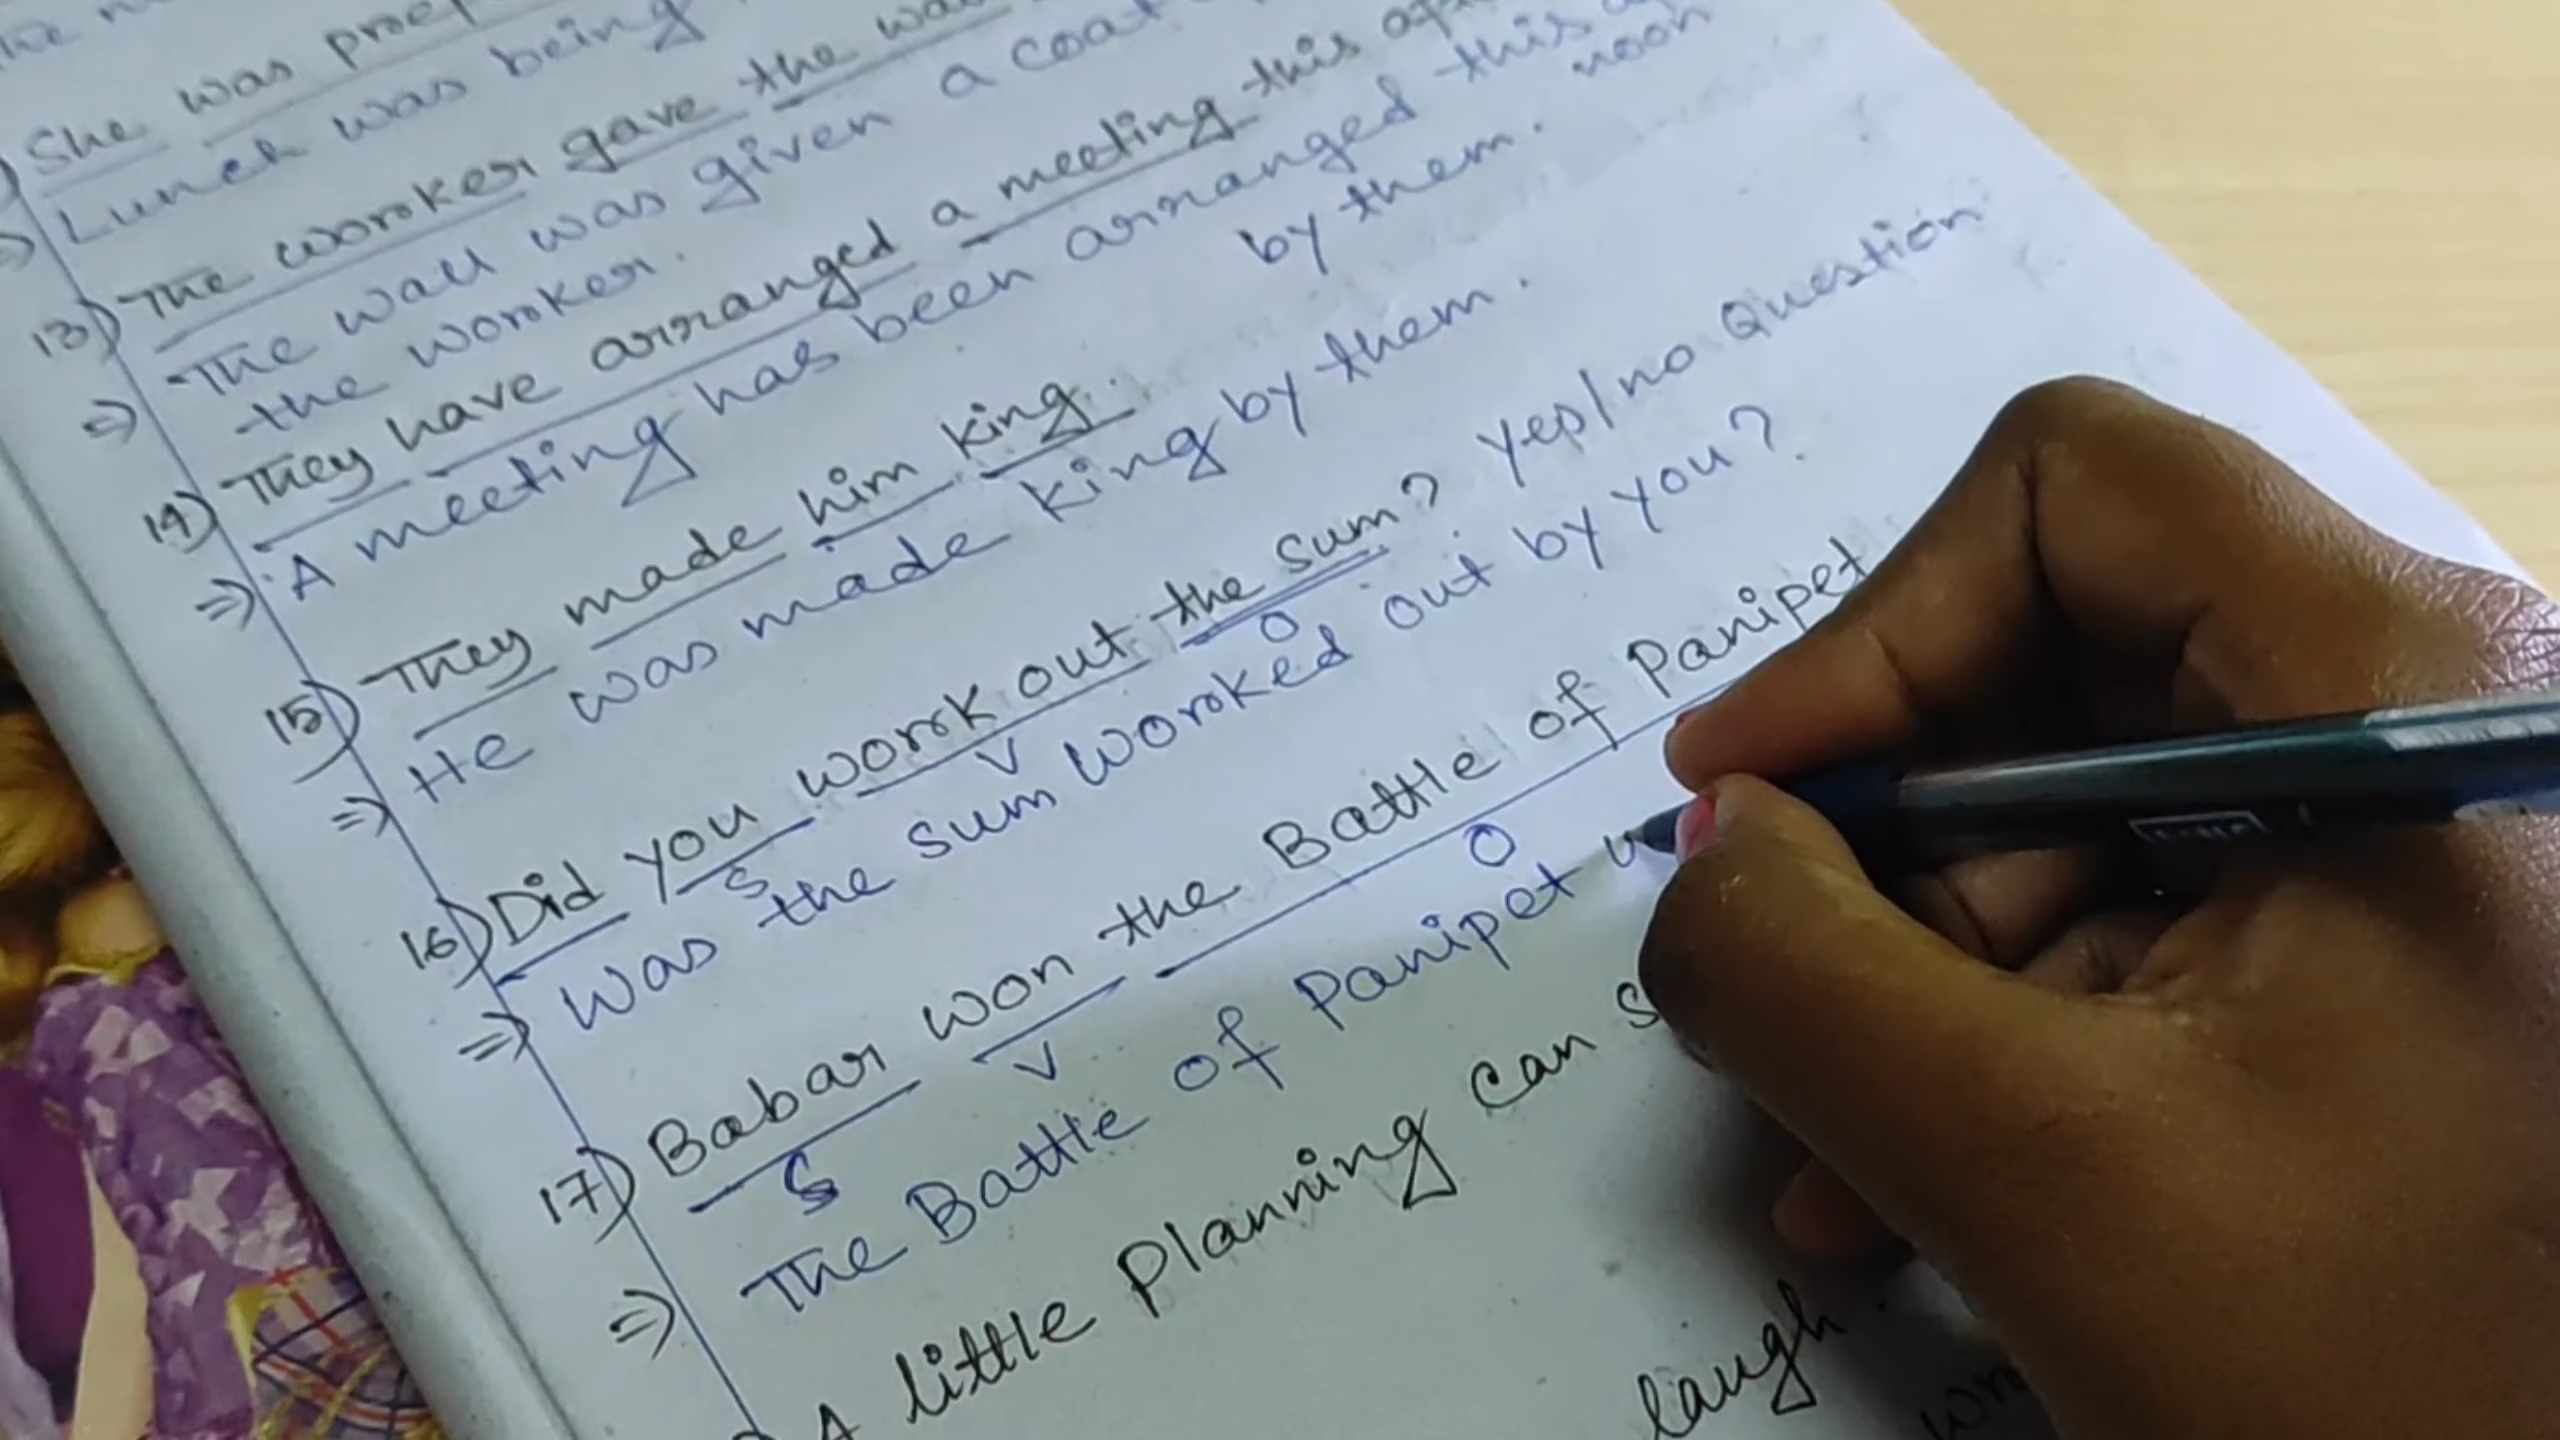 She was
Lunch was being
13) The worker gave the
=> The wall was given a coat
the worker.
14) They have arranged a meeting this
=> A meeting has been arranged this
noon
by them.
15) They made him king.
=> He was made king by them.
16) Did you work out the sum? Yes/no Question
S V O
=> Was the sum worked out by you?
17) Babar won the Battle of Panipet
S V O
=> The Battle of Panipet
A little Planning can
laugh.